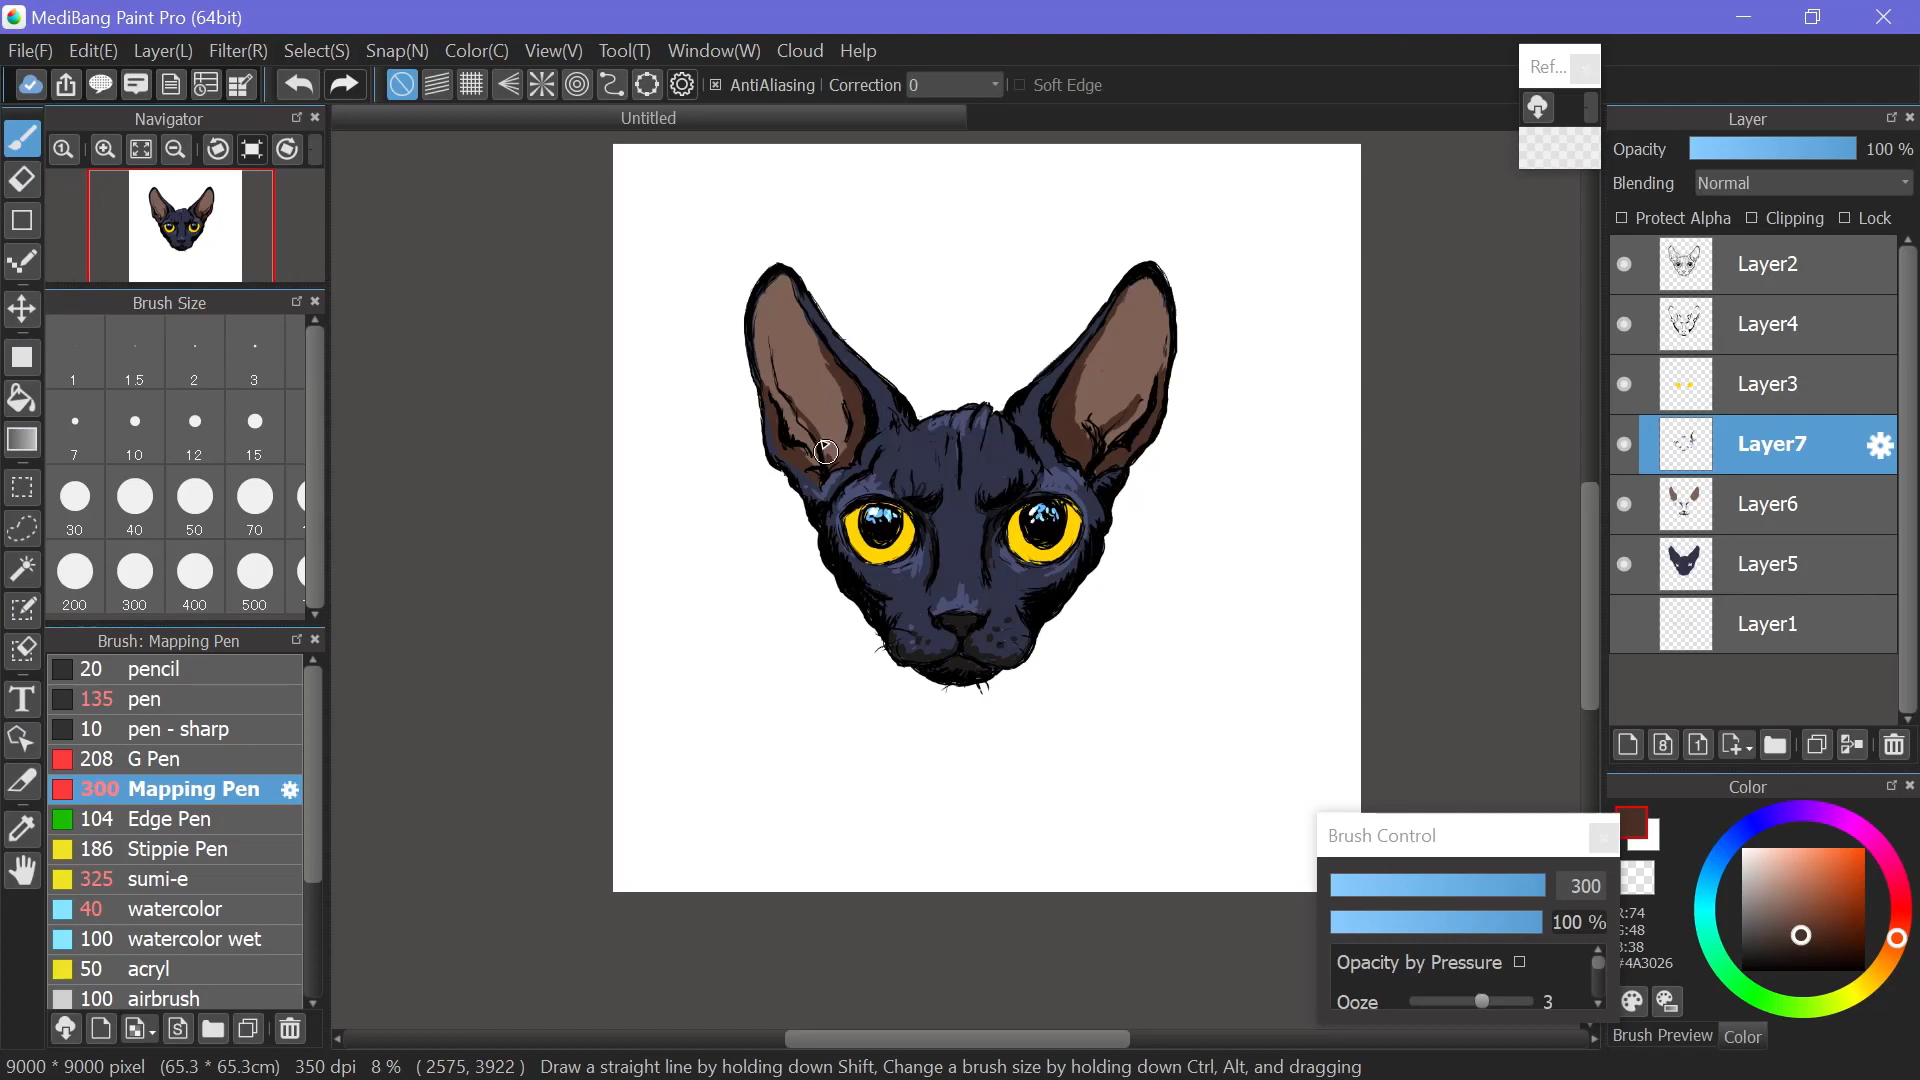 MediBang Paint Pro (64bit)
File(F) Edit(E) Layer(L) Filter(R) Select(S) Snap(N) Color(C) View(V) Tool(T) Window(W) Cloud Help
AntiAliasing Correction 0 Soft Edge
Ref...
Navigator
Untitled
Layer
Opacity 100 %
Blending Normal
Protect Alpha Clipping Lock
Layer2
Layer4
Layer3
Layer7
Layer6
Layer5
Layer1
Brush Size
1 1.5 2 3
7 10 12 15
30 40 50 70
200 300 400 500
Brush: Mapping Pen
20 pencil
135 pen
10 pen - sharp
208 G Pen
300 Mapping Pen
104 Edge Pen
186 Stippie Pen
325 sumi-e
40 watercolor
100 watercolor wet
50 acryl
100 airbrush
Brush Control
300
100 %
Opacity by Pressure
Ooze 3
Color
:74
:48
:38
#4A3026
Brush Preview Color
9000 * 9000 pixel (65.3 * 65.3cm) 350 dpi 8 % ( 2575, 3922 ) Draw a straight line by holding down Shift, Change a brush size by holding down Ctrl, Alt, and dragging